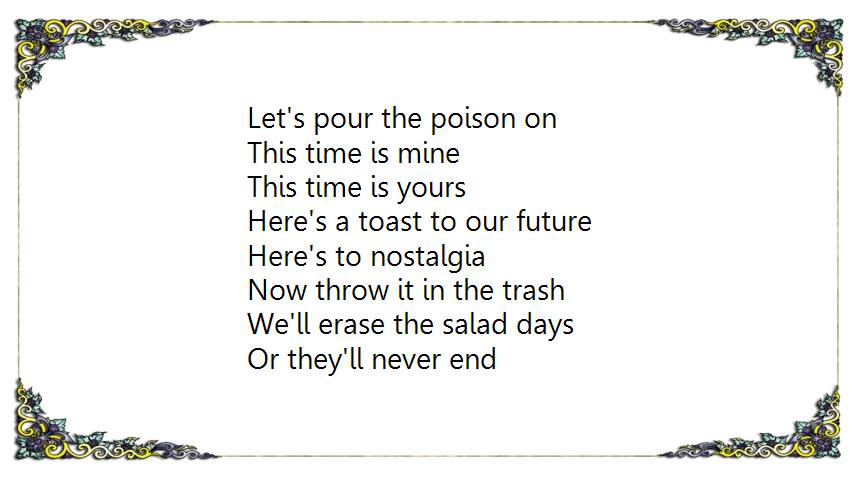 Let's pour the poison on
This time is mine
This time is yours
Here's a toast to our future
Here's to nostalgia
Now throw it in the trash
We'll erase the salad days
Or they'll never end